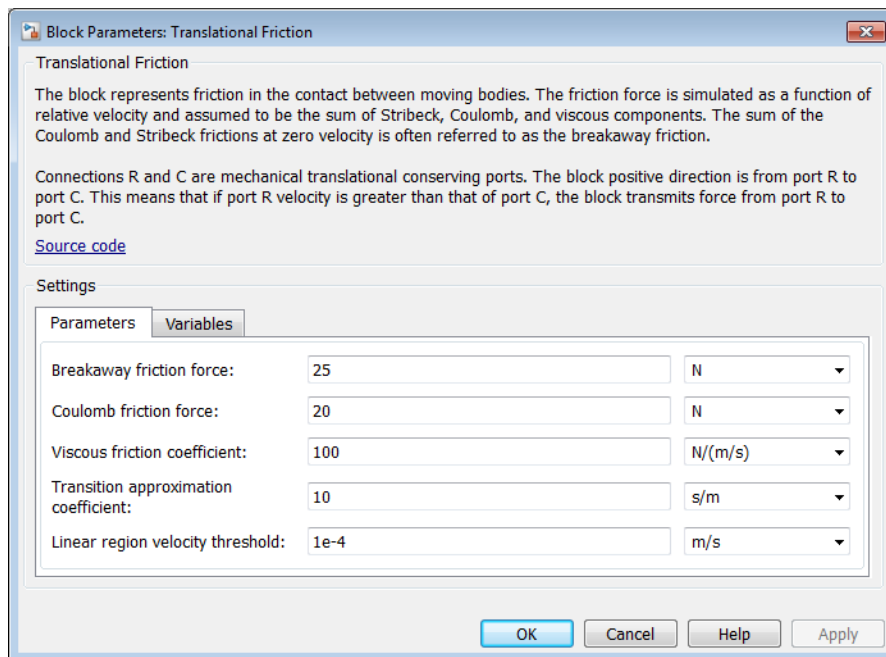 Block Parameters: Translational Friction
Translational Friction
The block represents friction in the contact between moving bodies. The friction force is simulated as a function of
relative velocity and assumed to be the sum of Stribeck, Coulomb, and viscous components. The sum of the
Coulomb and Stribeck frictions at zero velocity is often referred to as the breakaway friction.
Connections R and C are mechanical translational conserving ports. The block positive direction is from port R to
port C. This means that if port R velocity is greater than that of port C, the block transmits force from port R to
port C.
Source code
Settings
Parameters Variables
Breakaway friction force: 25 N
Coulomb friction force: 20 N
Viscous friction coefficient: 100 N/(m/s)
Transition approximation
coefficient: 10 s/m
Linear region velocity threshold: 1e-4 m/s
OK Cancel Help Apply